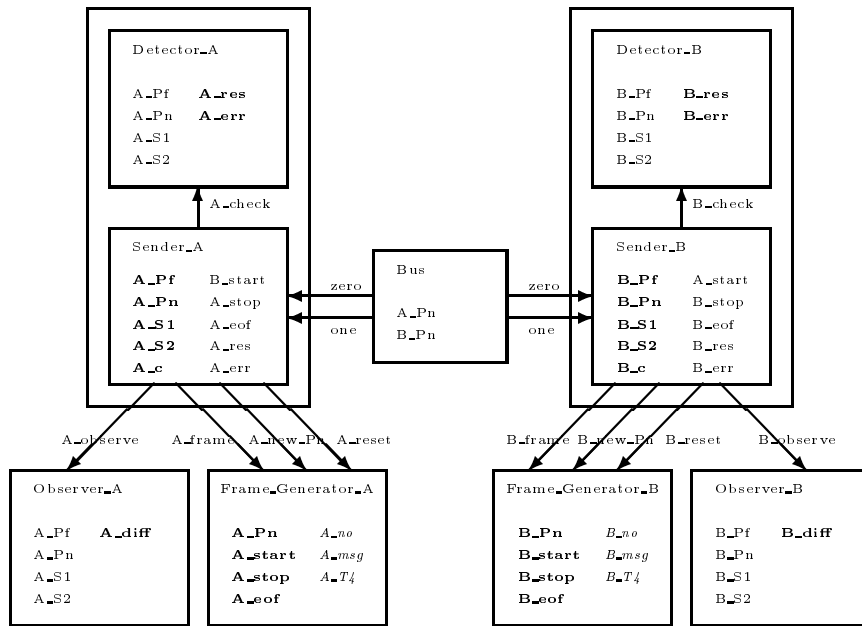 Detector_A
A_Pf A_res
A_Pn A_err
A_S1
A_S2
A_check
Sender_A
A_Pf B_start
A_Pn A_stop
A_S1 A_eof
A_S2 A_res
A_c A_err
zero
one
Bus
A_Pn
B_Pn
zero
one
Detector_B
B_Pf B_res
B_Pn B_err
B_S1
B_S2
B_check
Sender_B
B_Pf A_start
B_Pn B_stop
B_S1 B_eof
B_S2 B_res
B_c B_err
A_observe A_frame A_new_Pn A_reset
B_frame B_new_Pn B_reset B_observe
Observer_A
A_Pf A_diff
A_Pn
A_S1
A_S2
Frame_Generator_A
A_Pn A_no
A_start A_msg
A_stop A_T4
A_eof
Frame_Generator_B
B_Pn B_no
B_start B_msg
B_stop B_T4
B_eof
Observer_B
B_Pf B_diff
B_Pn
B_S1
B_S2